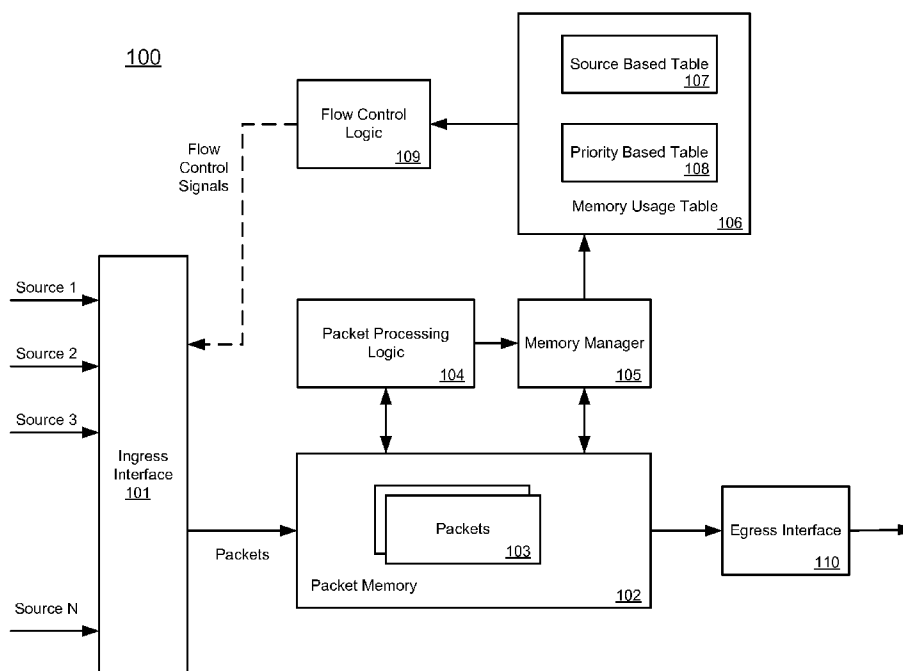 100
Source Based Table
107
Priority Based Table
108
Memory Usage Table
106
Flow Control
Logic
109
Flow
Control
Signals
Source 1
Source 2
Source 3
Source N
Ingress
Interface
101
Packets
Packet Processing
Logic
104
Memory Manager
105
Packets
103
Packet Memory
102
Egress Interface
110